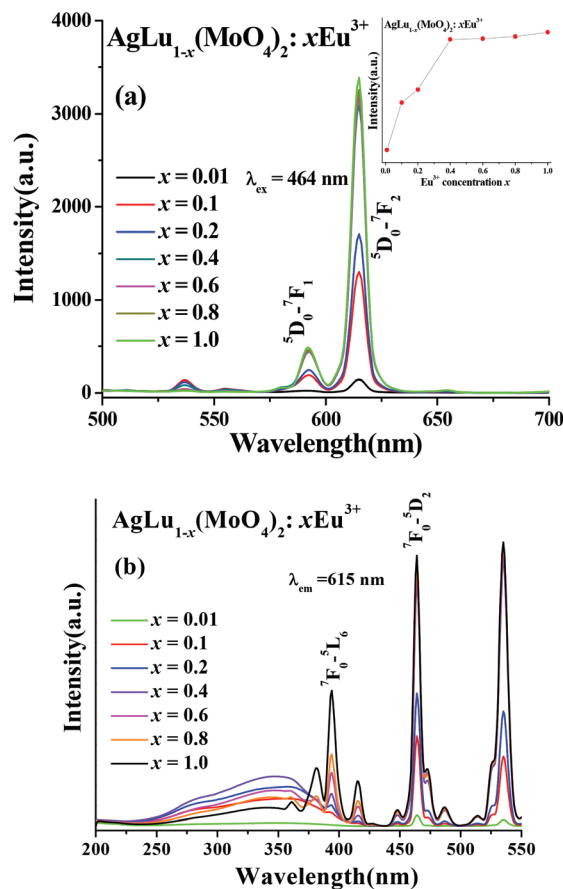 AgLu₁₋ₓ(MoO₄)₂: xEu³⁺
(a)
x = 0.01
x = 0.1
x = 0.2
x = 0.4
x = 0.6
x = 0.8
x = 1.0
λex = 464 nm
⁵D₀-⁷F₁
⁵D₀-⁷F₂
Intensity(a.u.)
4000
3000
2000
1000
0
500
550
600
650
700
Wavelength(nm)
AgLu₁₋ₓ(MoO₄)₂: xEu³⁺
Intensity(a.u.)
0.0
0.2
0.4
0.6
0.8
1.0
Eu³⁺ concentration x
AgLu₁₋ₓ(MoO₄)₂: xEu³⁺
(b)
λem =615 nm
x = 0.01
x = 0.1
x = 0.2
x = 0.4
x = 0.6
x = 0.8
x = 1.0
⁷F₀-⁵L₆
⁷F₀-⁵D₂
Intensity(a.u.)
200
250
300
350
400
450
500
550
Wavelength(nm)